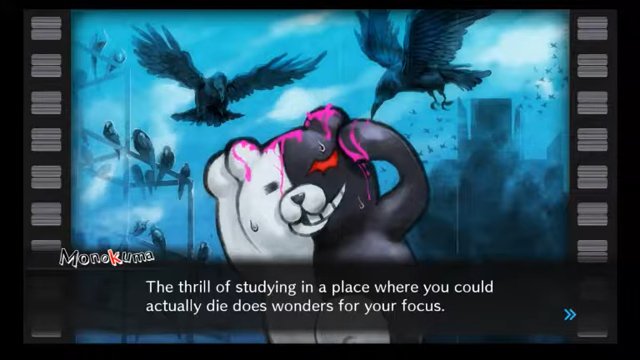 Monokuma
The thrill of studying in a place where you could
actually die does wonders for your focus.